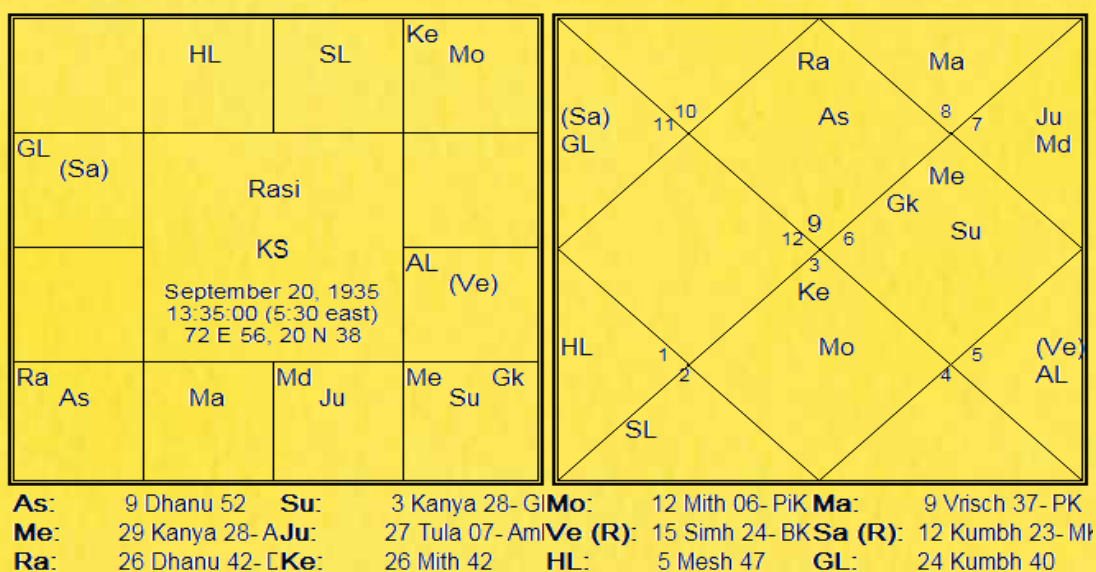 HL SL Ke Mo
GL (Sa)
Rasi
KS
September 20, 1935
13:35:00 (5:30 east)
72 E 56, 20 N 38
AL (Ve)
Ra As Ma Md Ju Me Gk Su
Ra Ma
(Sa) GL 11 10 As 8 7 Ju Md
Me
Gk Su
9
12 6
3
Ke
HL 1 Mo 5 (Ve) AL
2 4
SL
As: 9 Dhanu 52 Su: 3 Kanya 28- Gl Mo: 12 Mith 06- PiK Ma: 9 Vrisch 37- PK
Me: 29 Kanya 28- A Ju: 27 Tula 07- Aml Ve (R): 15 Simh 24- BK Sa (R): 12 Kumbh 23- MK
Ra: 26 Dhanu 42- Ke: 26 Mith 42 HL: 5 Mesh 47 GL: 24 Kumbh 40